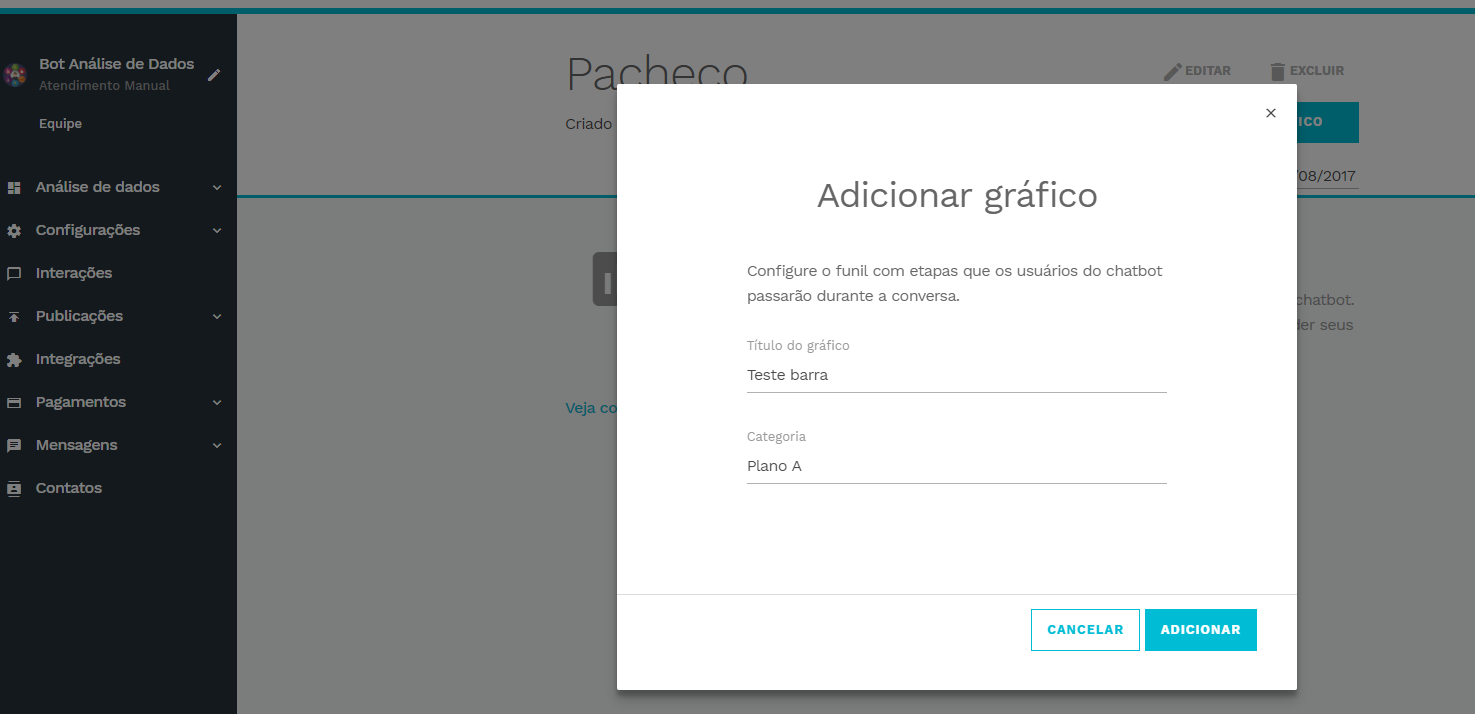 Bot Análise de Dados
Atendimento Manual
Equipe
Análise de dados
Configurações
Interações
Publicações
Integrações
Pagamentos
Mensagens
Contatos
Pacheco
EDITAR
EXCLUIR
Criado
ICO
/08/2017
chatbot.
der seus
Veja co
Adicionar gráfico
Configure o funil com etapas que os usuários do chatbot
passarão durante a conversa.
Título do gráfico
Teste barra
Categoria
Plano A
CANCELAR
ADICIONAR